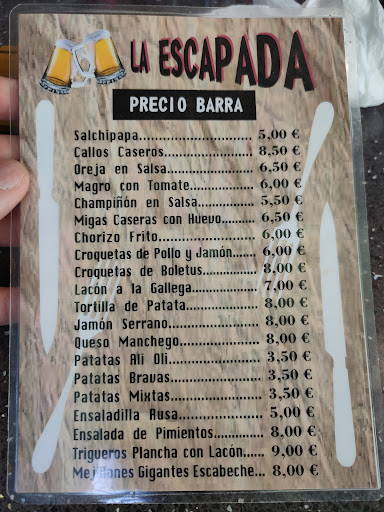 LA ESCAPADA
PRECIO BARRA
Salchipapa............................ 5,00 €
Callos Caseros...................... 8,50 €
Oreja en Salsa..................... 6,50 €
Magro con Tomate................ 6,00 €
Champiñón en Salsa.............. 5,50 €
Migas Caseras con Huevo.......... 6,50 €
Chorizo Frito........................ 6,00 €
Croquetas de Pollo y Jamón....... 6,00 €
Croquetas de Boletus.............. 8,00 €
Lacón a la Gallega................ 7,00 €
Tortilla de Patata................. 8,00 €
Jamón Serrano...................... 8,00 €
Queso Manchego.................... 8,00 €
Patatas Ali Oli....................... 3,50 €
Patatas Bravas...................... 3,50 €
Patatas Mixtas...................... 3,50 €
Ensaladilla Rusa.................... 5,00 €
Ensalada de Pimientos............. 8,00 €
Trigueros Plancha con Lacón...... 9,00 €
Mejillones Gigantes Escabeche... 8,00 €